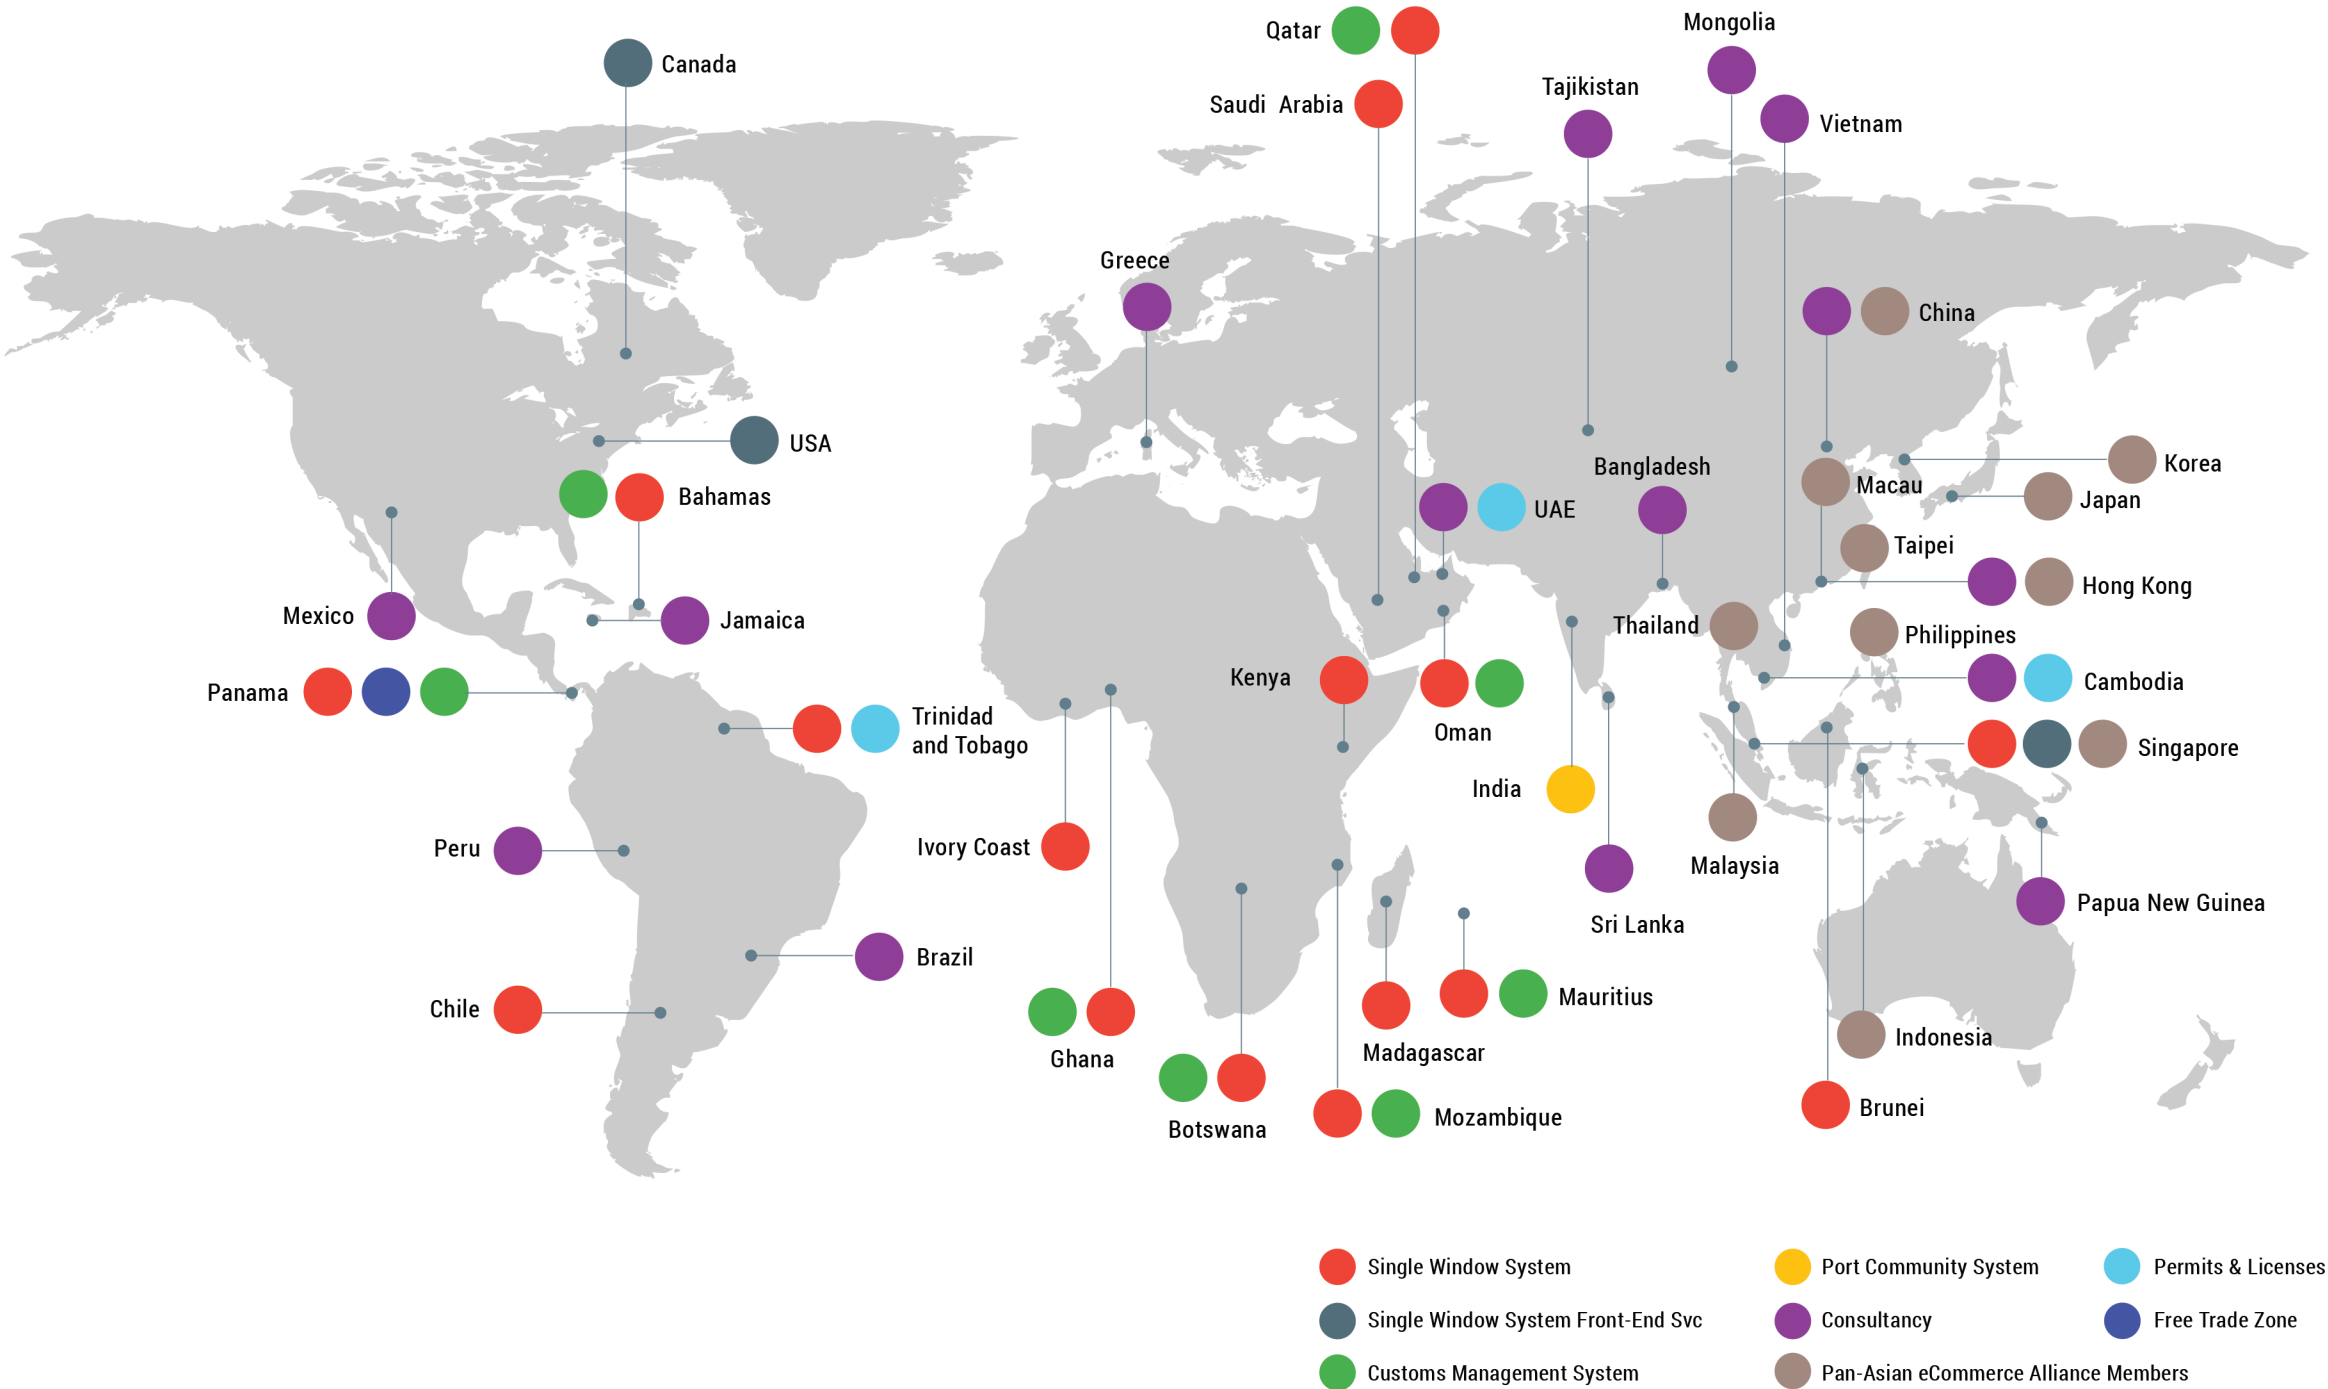 Qatar
Mongolia
Canada
Tajikistan
Saudi Arabia
Vietnam
Greece
China
USA
Bangladesh
Korea
Macau
Bahamas
Japan
UAE
Taipei
Hong Kong
Mexico
Jamaica
Thailand
Philippines
Kenya
Cambodia
Panama
Trinidad
and Tobago
Oman
Singapore
India
Peru
Ivory Coast
Malaysia
Papua New Guinea
Sri Lanka
Brazil
Mauritius
Chile
Indonesia
Madagascar
Ghana
Brunei
Mozambique
Botswana
Single Window System
Port Community System
Permits & Licenses
Single Window System Front-End Svc
Consultancy
Free Trade Zone
Customs Management System
Pan-Asian eCommerce Alliance Members